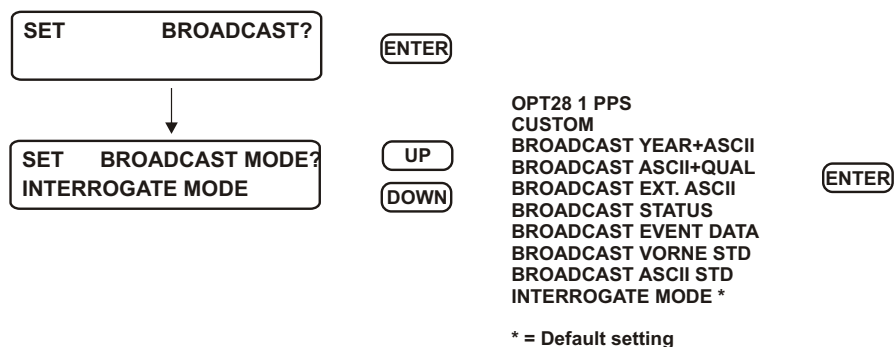 SET BROADCAST?
ENTER
SET BROADCAST MODE?
INTERROGATE MODE
UP
DOWN
OPT28 1 PPS
CUSTOM
BROADCAST YEAR+ASCII
BROADCAST ASCII+QUAL
BROADCAST EXT. ASCII
BROADCAST STATUS
BROADCAST EVENT DATA
BROADCAST VORNE STD
BROADCAST ASCII STD
INTERROGATE MODE *
* = Default setting
ENTER